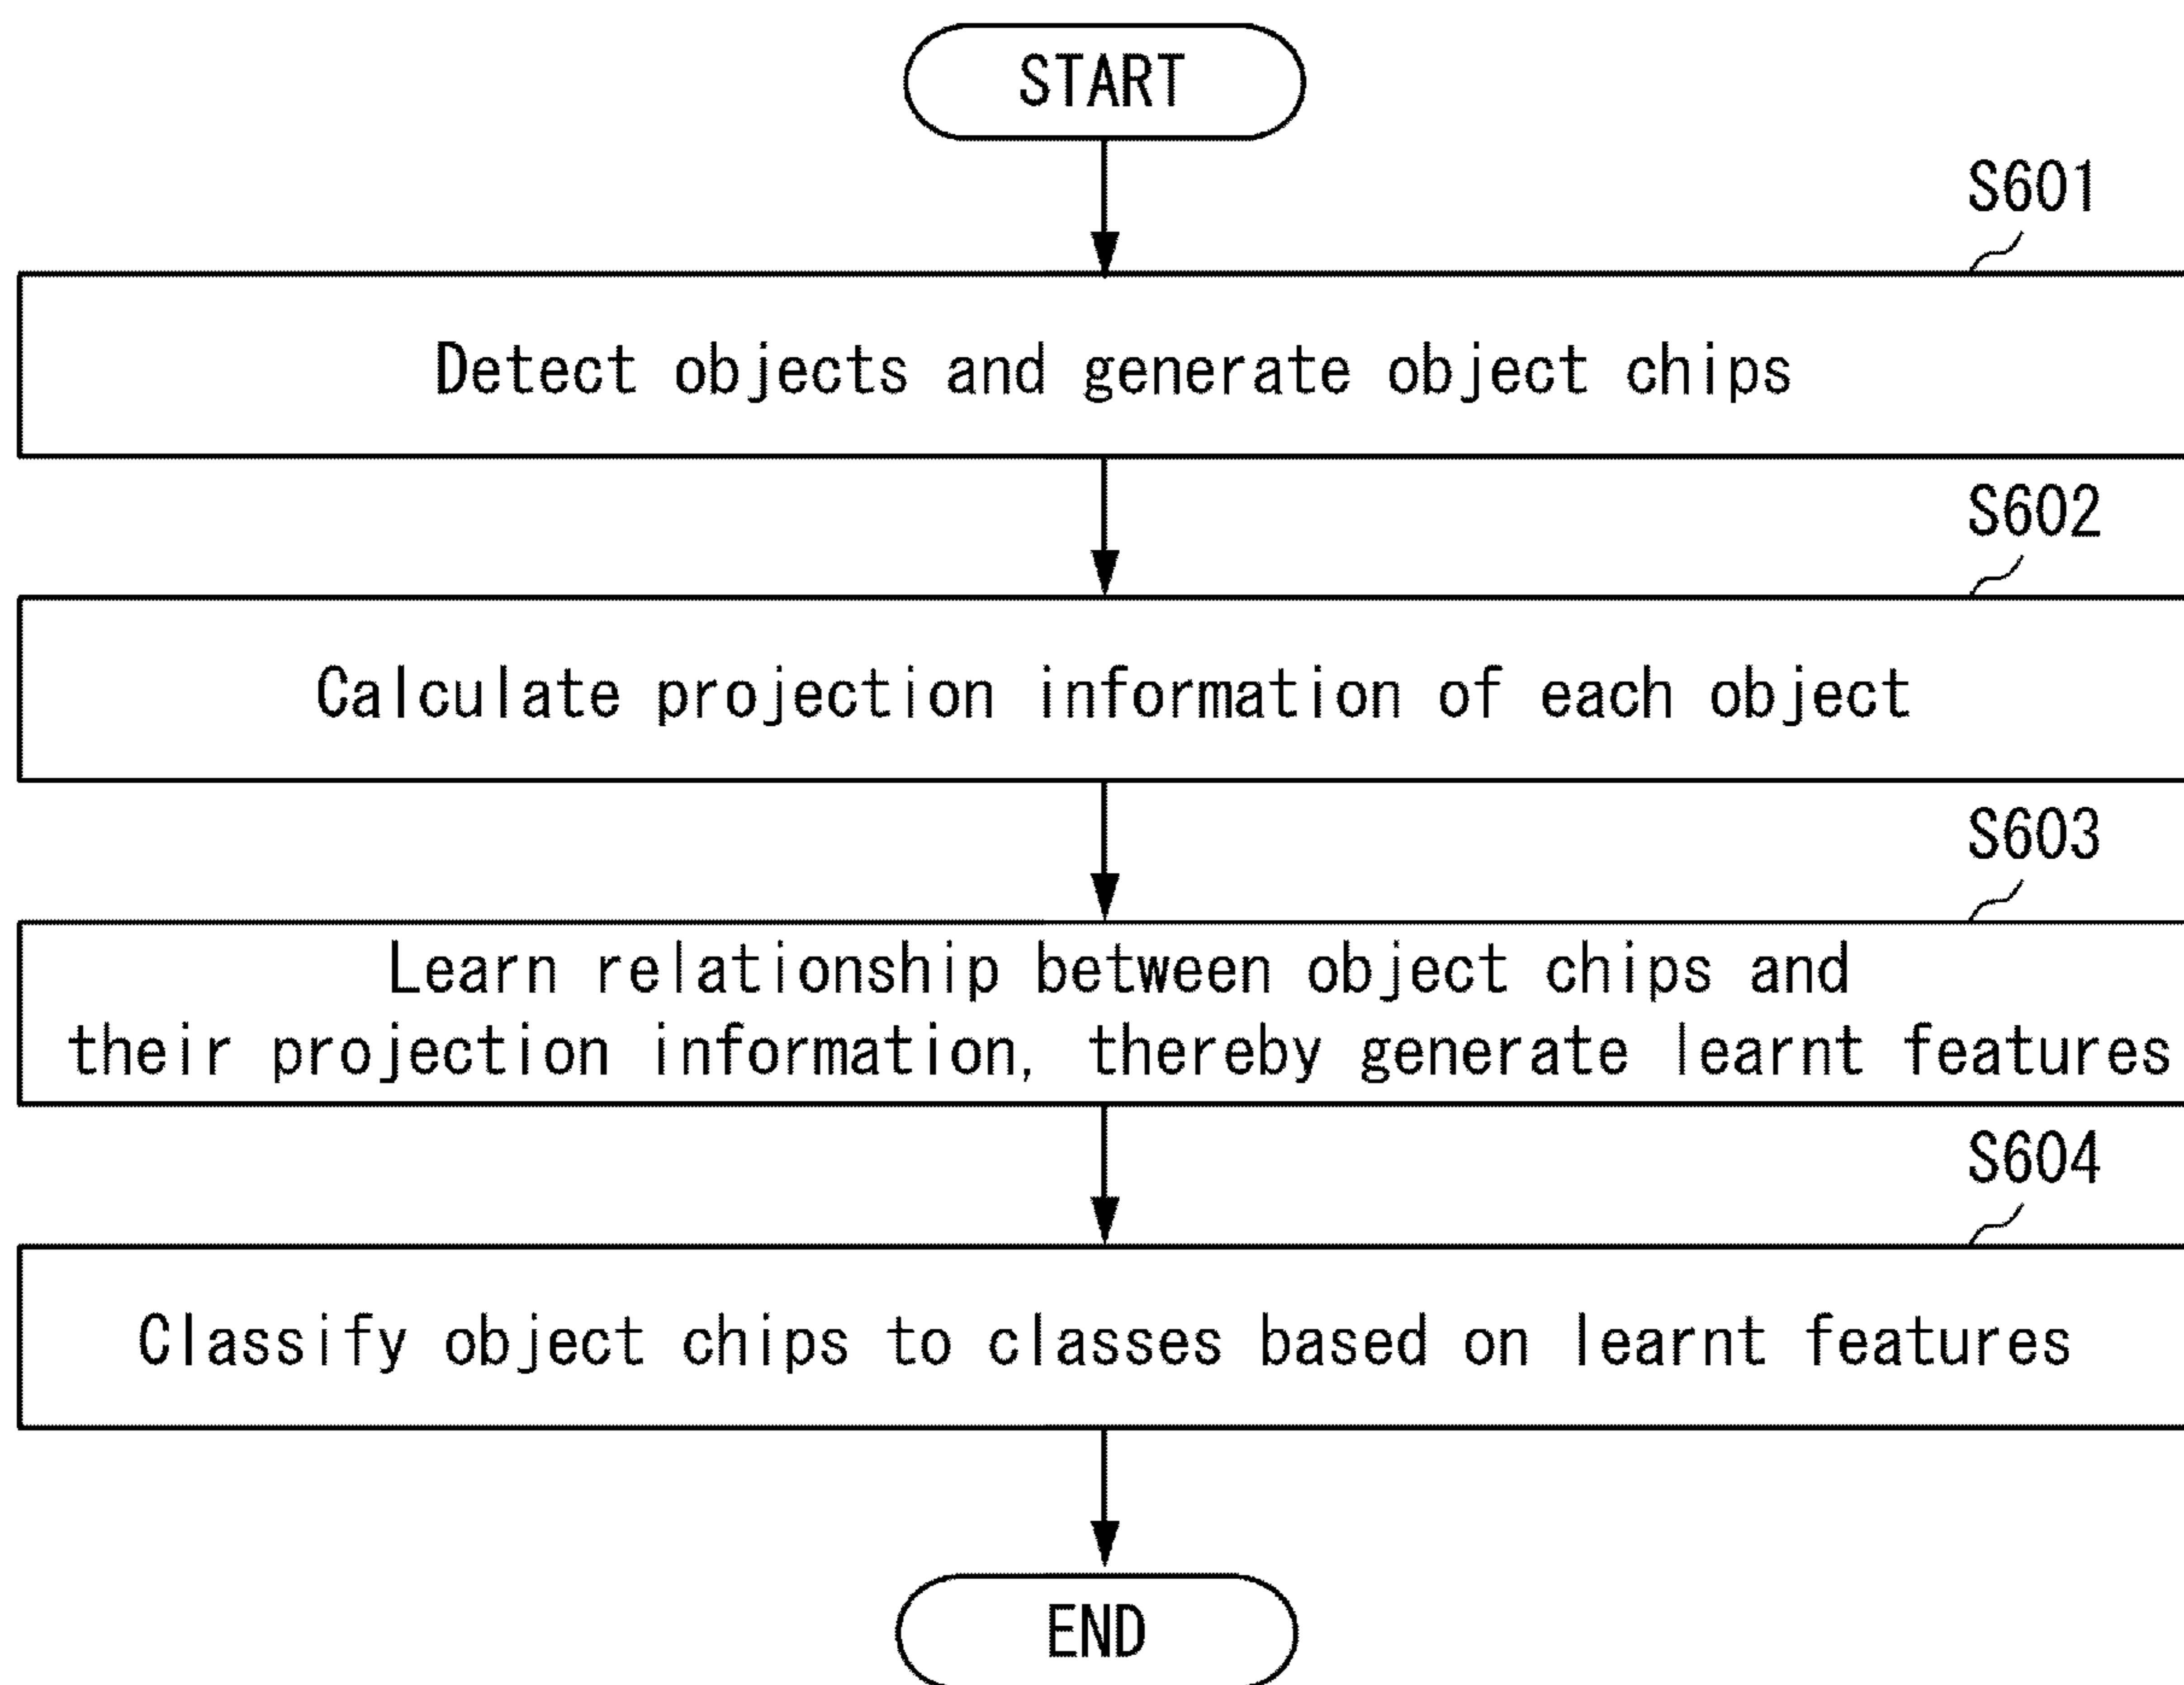 START
S601
Detect objects and generate object chips
S602
Calculate projection information of each object
S603
Learn relationship between object chips and
their projection information, thereby generate learnt features
S604
Classify object chips to classes based on learnt features
END